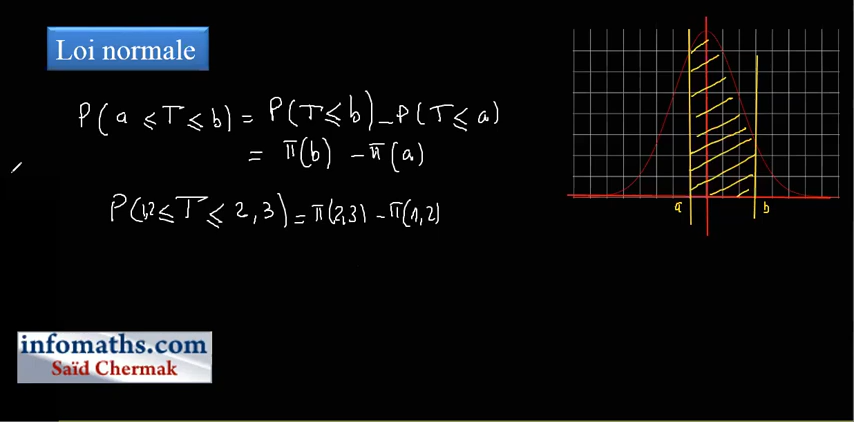 Loi normale
P(a ≤ T ≤ b) = P(T ≤ b) - P(T ≤ a)
= π(b) - π(a)
P(1,2 ≤ T ≤ 2,3) = π(2,3) - π(1,2)
a b
infomaths.com
Saïd Chermak